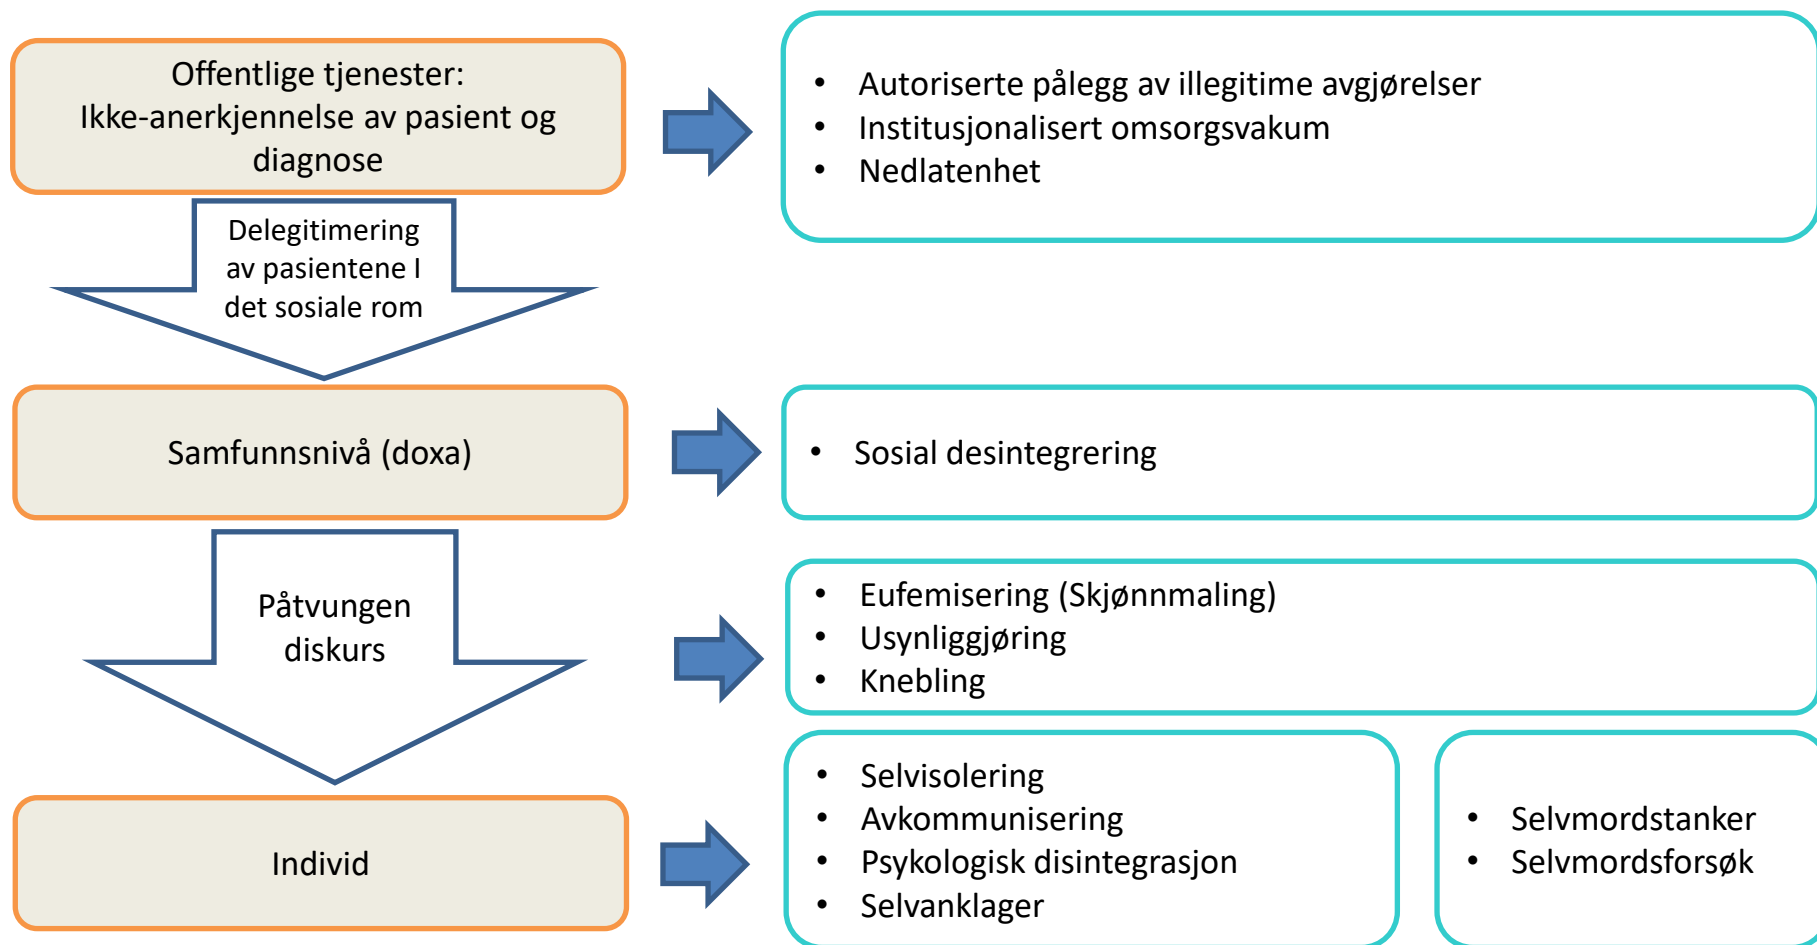 Offentlige tjenester:
Ikke-anerkjennelse av pasient og
diagnose
• Autoriserte pålegg av illegitime avgjørelser
• Institusjonalisert omsorgsvakum
• Nedlatenhet
Delegitimering
av pasientene I
det sosiale rom
Samfunnsnivå (doxa)
• Sosial desintegrering
Påtvungen
diskurs
• Eufemisering (Skjønnmaling)
• Usynliggjøring
• Knebling
Individ
• Selvisolering
• Avkommunisering
• Psykologisk disintegrasjon
• Selvanklager
• Selvmordstanker
• Selvmordsforsøk